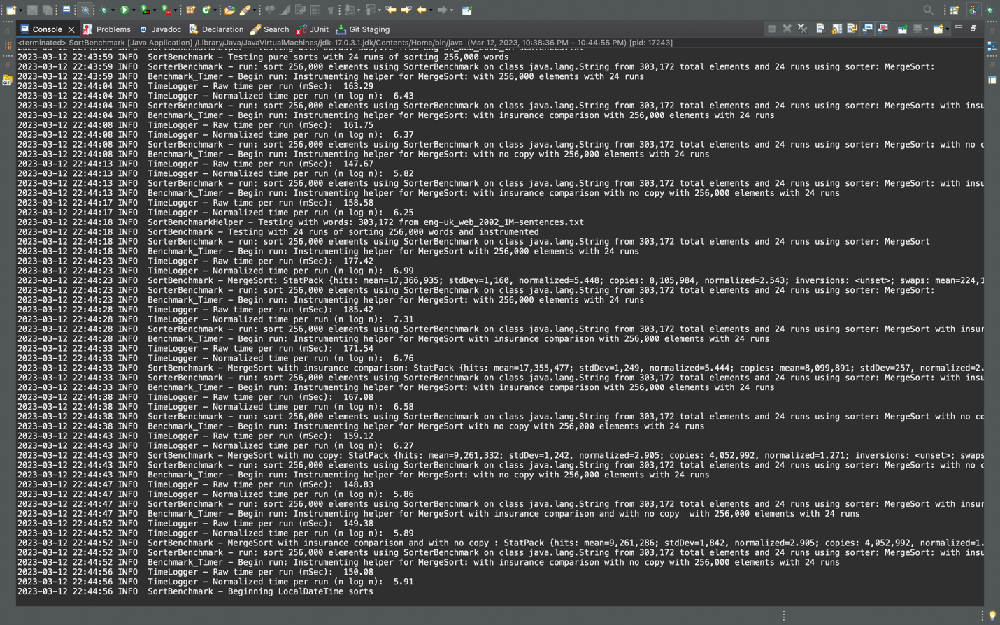 Console
Problems
Javadoc
Declaration
Search
JUnit
Git Staging
<terminated> SortBenchmark [Java Application] /Library/Java/JavaVirtualMachines/jdk-17.0.3.1.jdk/Contents/Home/bin/java (Mar 12, 2023, 10:38:36 PM – 10:44:56 PM) [pid: 17243]
2023-03-12 22:43:59 INFO SortBenchmarkHelper - Testing with words: 303,172 from eng-uk_web_2002_1M-sentences.txt
2023-03-12 22:43:59 INFO SortBenchmark - Testing pure sorts with 24 runs of sorting 256,000 words
2023-03-12 22:43:59 INFO SorterBenchmark - run: sort 256,000 elements using SorterBenchmark on class java.lang.String from 303,172 total elements and 24 runs using sorter: MergeSort:
2023-03-12 22:43:59 INFO Benchmark_Timer - Begin run: Instrumenting helper for MergeSort: with 256,000 elements with 24 runs
2023-03-12 22:44:04 INFO TimeLogger - Raw time per run (mSec): 163.29
2023-03-12 22:44:04 INFO TimeLogger - Normalized time per run (n log n): 6.43
2023-03-12 22:44:04 INFO SorterBenchmark - run: sort 256,000 elements using SorterBenchmark on class java.lang.String from 303,172 total elements and 24 runs using sorter: MergeSort: with insu
2023-03-12 22:44:04 INFO Benchmark_Timer - Begin run: Instrumenting helper for MergeSort: with insurance comparison with 256,000 elements with 24 runs
2023-03-12 22:44:08 INFO TimeLogger - Raw time per run (mSec): 161.75
2023-03-12 22:44:08 INFO TimeLogger - Normalized time per run (n log n): 6.37
2023-03-12 22:44:08 INFO SorterBenchmark - run: sort 256,000 elements using SorterBenchmark on class java.lang.String from 303,172 total elements and 24 runs using sorter: MergeSort: with no c
2023-03-12 22:44:08 INFO Benchmark_Timer - Begin run: Instrumenting helper for MergeSort: with no copy with 256,000 elements with 24 runs
2023-03-12 22:44:13 INFO TimeLogger - Raw time per run (mSec): 147.67
2023-03-12 22:44:13 INFO TimeLogger - Normalized time per run (n log n): 5.82
2023-03-12 22:44:13 INFO SorterBenchmark - run: sort 256,000 elements using SorterBenchmark on class java.lang.String from 303,172 total elements and 24 runs using sorter: MergeSort: with insu
2023-03-12 22:44:13 INFO Benchmark_Timer - Begin run: Instrumenting helper for MergeSort: with insurance comparison with no copy with 256,000 elements with 24 runs
2023-03-12 22:44:17 INFO TimeLogger - Raw time per run (mSec): 158.58
2023-03-12 22:44:17 INFO TimeLogger - Normalized time per run (n log n): 6.25
2023-03-12 22:44:18 INFO SortBenchmarkHelper - Testing with words: 303,172 from eng-uk_web_2002_1M-sentences.txt
2023-03-12 22:44:18 INFO SortBenchmark - Testing with 24 runs of sorting 256,000 words and instrumented
2023-03-12 22:44:18 INFO SorterBenchmark - run: sort 256,000 elements using SorterBenchmark on class java.lang.String from 303,172 total elements and 24 runs using sorter: MergeSort
2023-03-12 22:44:18 INFO Benchmark_Timer - Begin run: Instrumenting helper for MergeSort with 256,000 elements with 24 runs
2023-03-12 22:44:23 INFO TimeLogger - Raw time per run (mSec): 177.42
2023-03-12 22:44:23 INFO TimeLogger - Normalized time per run (n log n): 6.99
2023-03-12 22:44:23 INFO SortBenchmark - MergeSort: StatPack {hits: mean=17,366,935; stdDev=1,160, normalized=5.448; copies: 8,105,984, normalized=2.543; inversions: <unset>; swaps: mean=224,1
2023-03-12 22:44:23 INFO SorterBenchmark - run: sort 256,000 elements using SorterBenchmark on class java.lang.String from 303,172 total elements and 24 runs using sorter: MergeSort:
2023-03-12 22:44:23 INFO Benchmark_Timer - Begin run: Instrumenting helper for MergeSort: with 256,000 elements with 24 runs
2023-03-12 22:44:28 INFO TimeLogger - Raw time per run (mSec): 185.42
2023-03-12 22:44:28 INFO TimeLogger - Normalized time per run (n log n): 7.31
2023-03-12 22:44:28 INFO SorterBenchmark - run: sort 256,000 elements using SorterBenchmark on class java.lang.String from 303,172 total elements and 24 runs using sorter: MergeSort with insur
2023-03-12 22:44:28 INFO Benchmark_Timer - Begin run: Instrumenting helper for MergeSort with insurance comparison with 256,000 elements with 24 runs
2023-03-12 22:44:33 INFO TimeLogger - Raw time per run (mSec): 171.54
2023-03-12 22:44:33 INFO TimeLogger - Normalized time per run (n log n): 6.76
2023-03-12 22:44:33 INFO SortBenchmark - MergeSort with insurance comparison: StatPack {hits: mean=17,355,477; stdDev=1,249, normalized=5.444; copies: mean=8,099,891; stdDev=257, normalized=2.
2023-03-12 22:44:33 INFO SorterBenchmark - run: sort 256,000 elements using SorterBenchmark on class java.lang.String from 303,172 total elements and 24 runs using sorter: MergeSort: with insu
2023-03-12 22:44:33 INFO Benchmark_Timer - Begin run: Instrumenting helper for MergeSort: with insurance comparison with 256,000 elements with 24 runs
2023-03-12 22:44:38 INFO TimeLogger - Raw time per run (mSec): 167.08
2023-03-12 22:44:38 INFO TimeLogger - Normalized time per run (n log n): 6.58
2023-03-12 22:44:38 INFO SorterBenchmark - run: sort 256,000 elements using SorterBenchmark on class java.lang.String from 303,172 total elements and 24 runs using sorter: MergeSort with no co
2023-03-12 22:44:38 INFO Benchmark_Timer - Begin run: Instrumenting helper for MergeSort with no copy with 256,000 elements with 24 runs
2023-03-12 22:44:43 INFO TimeLogger - Raw time per run (mSec): 159.12
2023-03-12 22:44:43 INFO TimeLogger - Normalized time per run (n log n): 6.27
2023-03-12 22:44:43 INFO SortBenchmark - MergeSort with no copy: StatPack {hits: mean=9,261,332; stdDev=1,242, normalized=2.905; copies: 4,052,992, normalized=1.271; inversions: <unset>; swaps
2023-03-12 22:44:43 INFO SorterBenchmark - run: sort 256,000 elements using SorterBenchmark on class java.lang.String from 303,172 total elements and 24 runs using sorter: MergeSort: with no c
2023-03-12 22:44:43 INFO Benchmark_Timer - Begin run: Instrumenting helper for MergeSort: with no copy with 256,000 elements with 24 runs
2023-03-12 22:44:47 INFO TimeLogger - Raw time per run (mSec): 148.83
2023-03-12 22:44:47 INFO TimeLogger - Normalized time per run (n log n): 5.86
2023-03-12 22:44:47 INFO SorterBenchmark - run: sort 256,000 elements using SorterBenchmark on class java.lang.String from 303,172 total elements and 24 runs using sorter: MergeSort with insur
2023-03-12 22:44:47 INFO Benchmark_Timer - Begin run: Instrumenting helper for MergeSort with insurance comparison and with no copy with 256,000 elements with 24 runs
2023-03-12 22:44:52 INFO TimeLogger - Raw time per run (mSec): 149.38
2023-03-12 22:44:52 INFO TimeLogger - Normalized time per run (n log n): 5.89
2023-03-12 22:44:52 INFO SortBenchmark - MergeSort with insurance comparison and with no copy : StatPack {hits: mean=9,261,286; stdDev=1,842, normalized=2.905; copies: 4,052,992, normalized=1.
2023-03-12 22:44:52 INFO SorterBenchmark - run: sort 256,000 elements using SorterBenchmark on class java.lang.String from 303,172 total elements and 24 runs using sorter: MergeSort: with insu
2023-03-12 22:44:52 INFO Benchmark_Timer - Begin run: Instrumenting helper for MergeSort: with insurance comparison with no copy with 256,000 elements with 24 runs
2023-03-12 22:44:56 INFO TimeLogger - Raw time per run (mSec): 150.08
2023-03-12 22:44:56 INFO TimeLogger - Normalized time per run (n log n): 5.91
2023-03-12 22:44:56 INFO SortBenchmark - Beginning LocalDateTime sorts
GIT